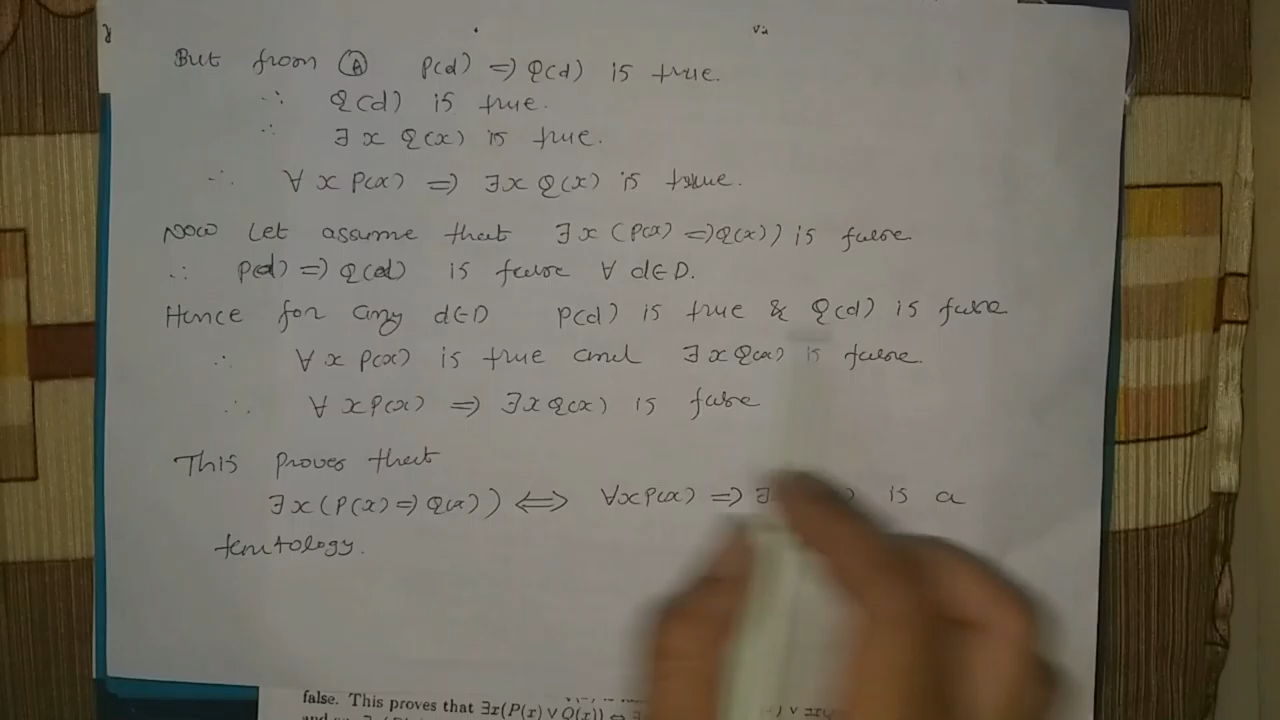 But from Ⓐ P(d) => Q(d) is true.
∴ Q(d) is true.
∴ ∃ x Q(x) is true.
∴ ∀ x P(x) => ∃x Q(x) is true.
Now Let assume that ∃x (P(x) => Q(x)) is false
∴ P(d) => Q(d) is false ∀ d∈D.
Hence for any d∈D P(d) is true & Q(d) is false
∴ ∀ x P(x) is true and ∃ x Q(x) is false.
∴ ∀ x P(x) => ∃x Q(x) is false
This proves that
∃x (P(x) => Q(x)) <=> ∀x P(x) => ∃ is a
tautology.
false. This proves that ∃x(P(x) ∨ Q(x)) ⇔ ∃